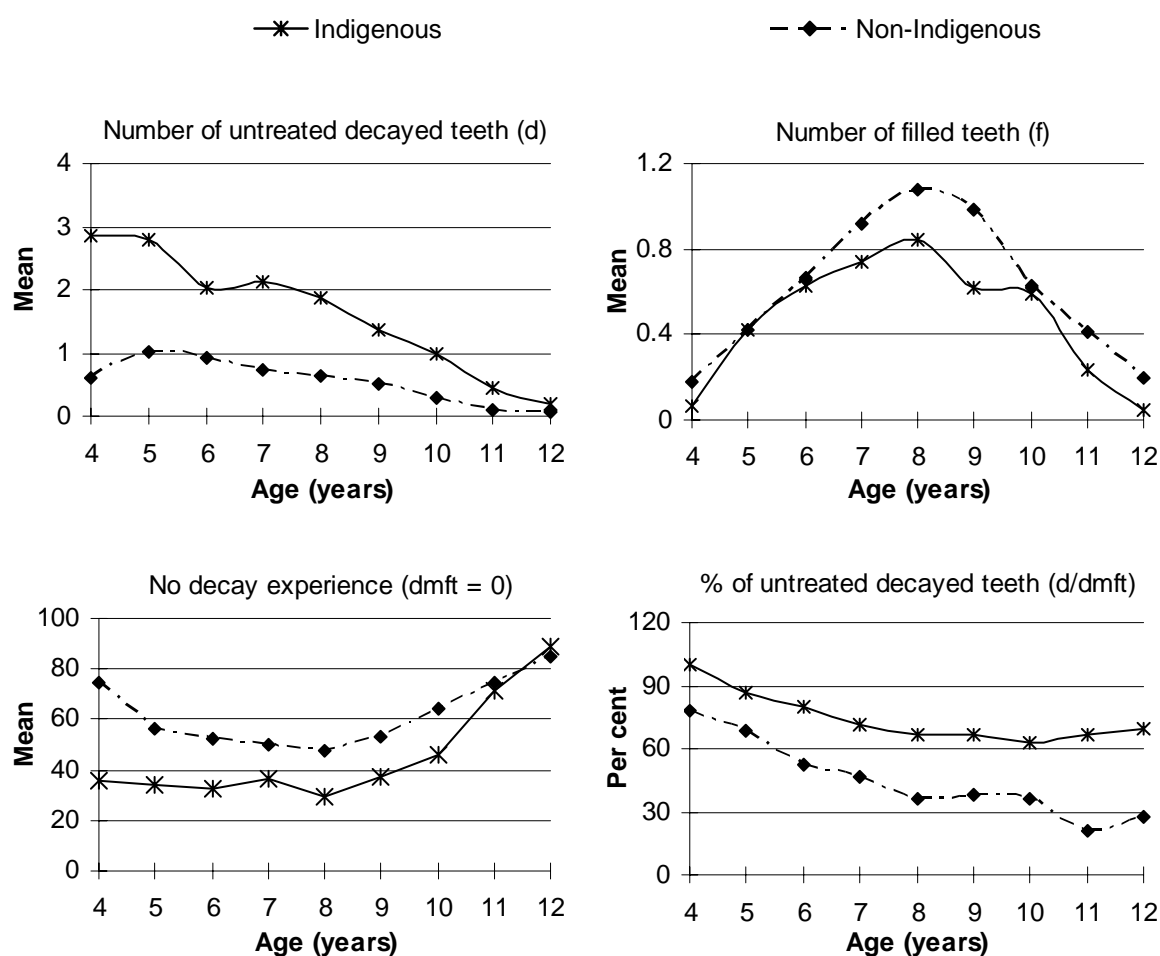 Indigenous
Non-Indigenous
Number of untreated decayed teeth (d)
4
3
2
1
0
Mean
4 5 6 7 8 9 10 11 12
Age (years)
Number of filled teeth (f)
1.2
0.8
0.4
0
Mean
4 5 6 7 8 9 10 11 12
Age (years)
No decay experience (dmft = 0)
100
80
60
40
20
0
Mean
4 5 6 7 8 9 10 11 12
Age (years)
% of untreated decayed teeth (d/dmft)
120
90
60
30
0
Per cent
4 5 6 7 8 9 10 11 12
Age (years)